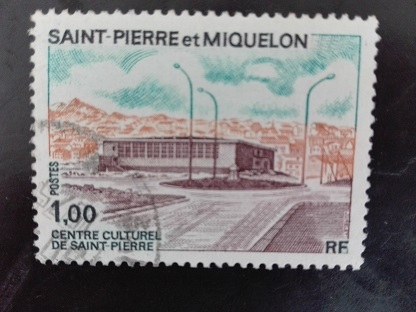 SAINT-PIERRE et MIQUELON
POSTES
1,00
CENTRE CULTUREL
DE SAINT-PIERRE
RF